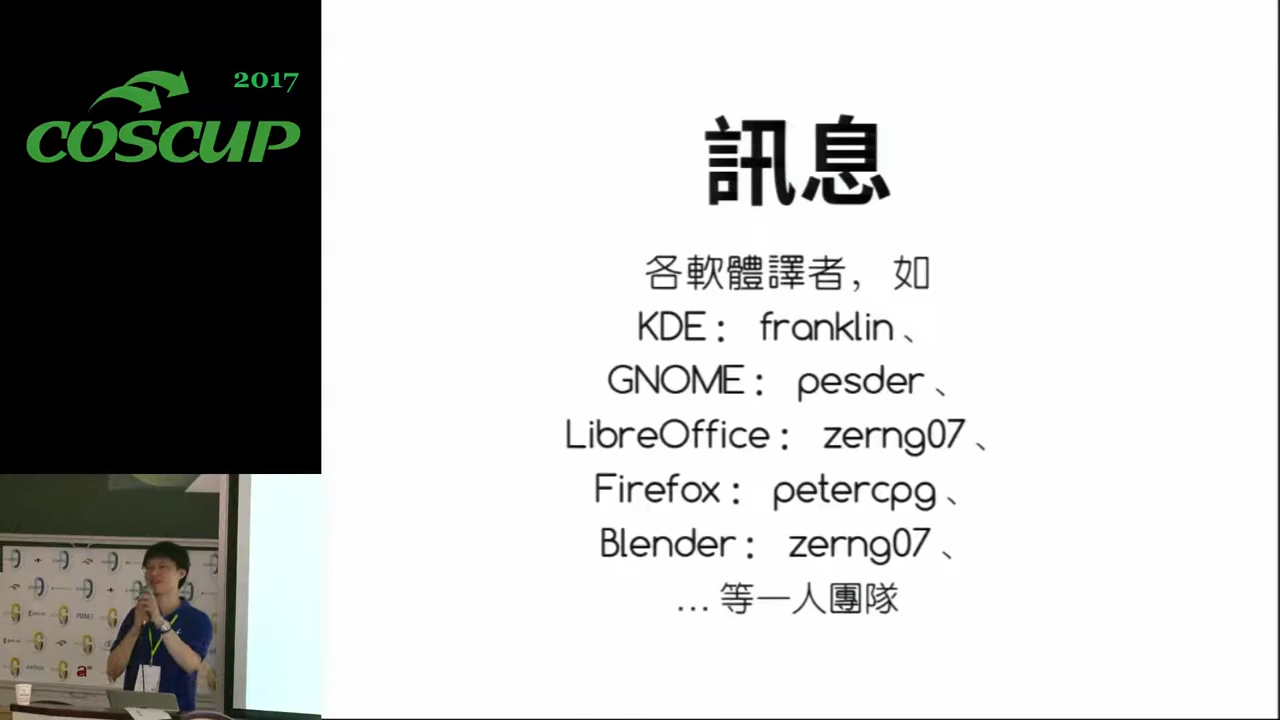 2017
COSCUP
訊息
各軟體譯者，如
KDE： franklin、
GNOME： pesder、
LibreOffice： zerng07、
Firefox： petercpg、
Blender： zerng07、
…等一人團隊